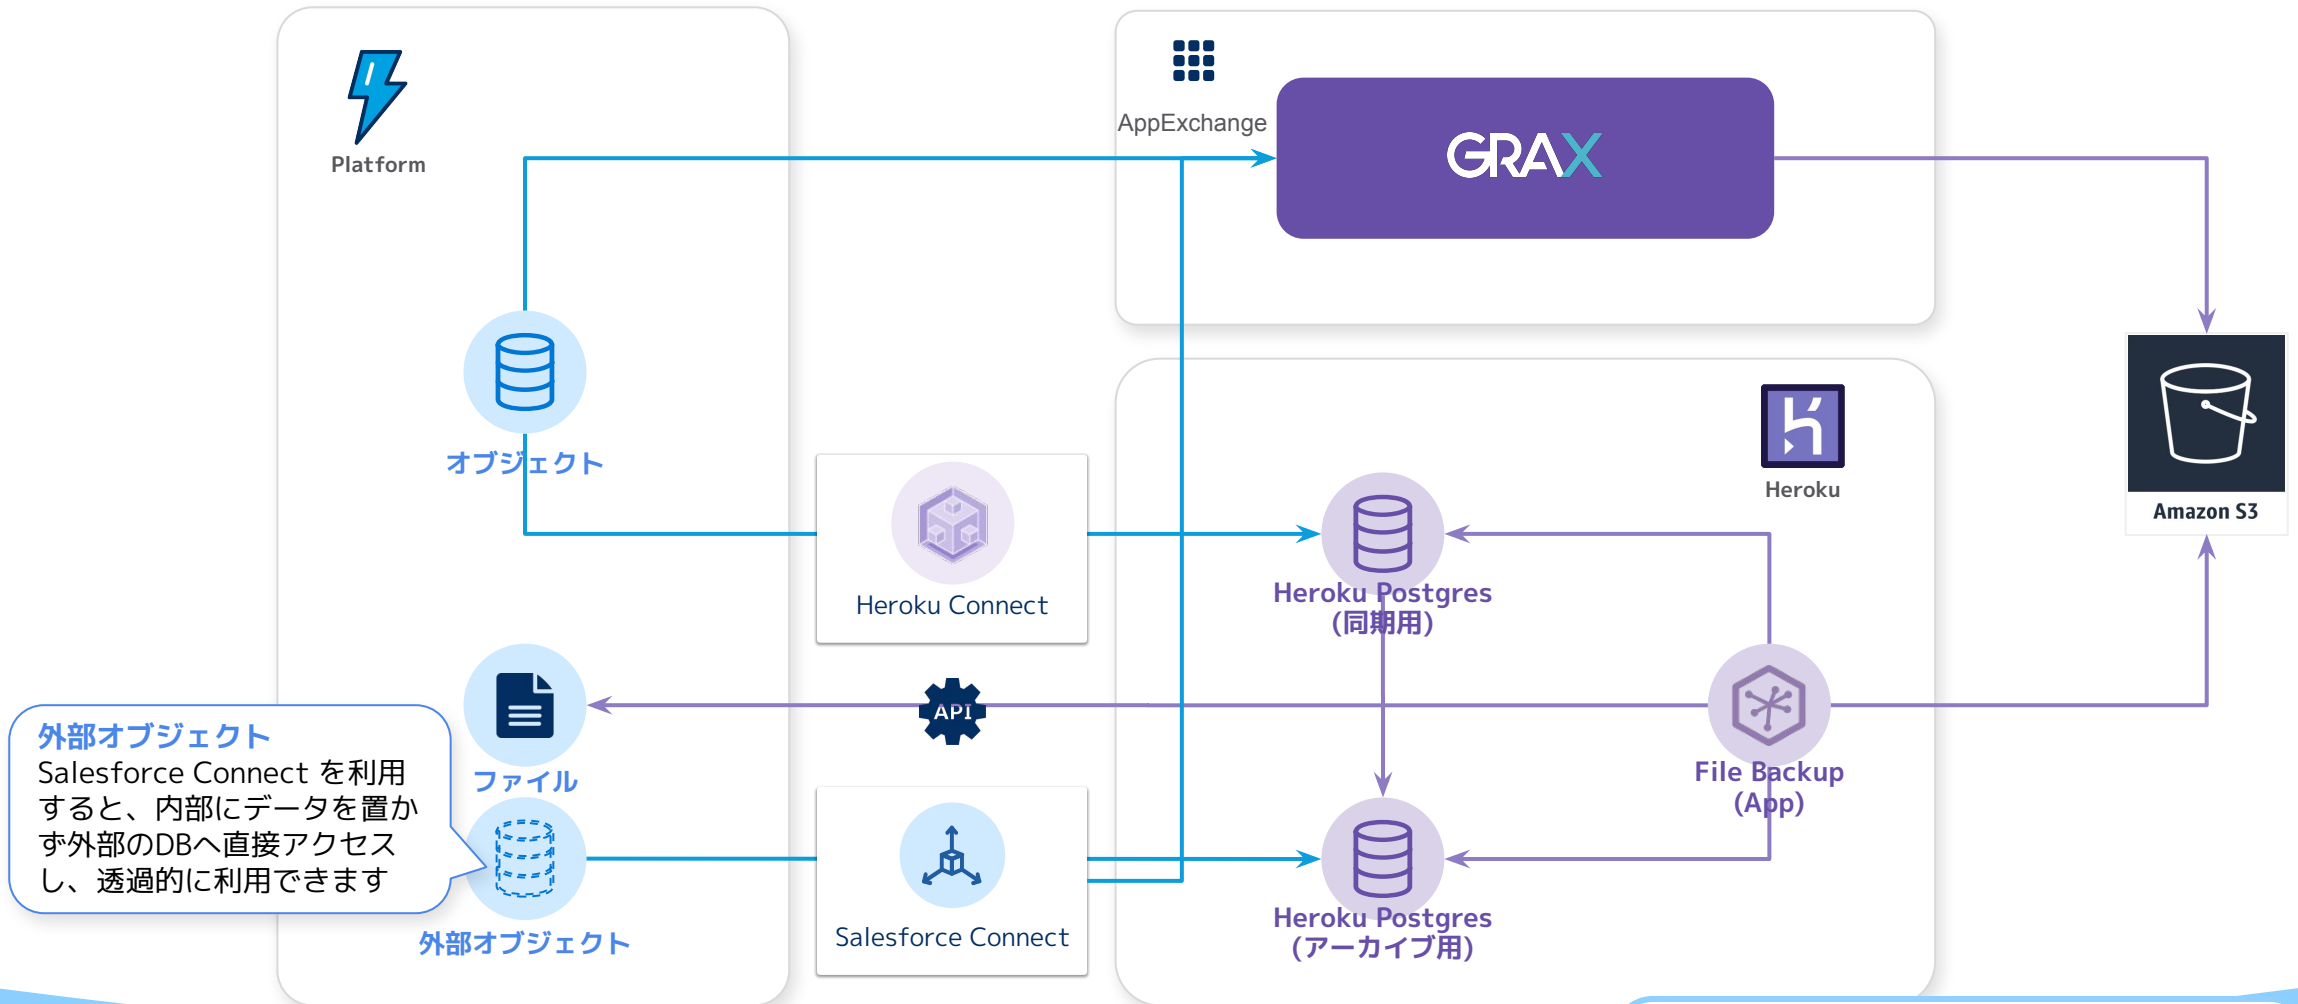 Platform
AppExchange
GRAX
オブジェクト
Heroku
Amazon S3
Heroku Connect
Heroku Postgres
(同期用)
API
ファイル
File Backup
(App)
外部オブジェクト
Salesforce Connect を利用
すると、内部にデータを置か
ず外部のDBへ直接アクセス
し、透過的に利用できます
外部オブジェクト
Salesforce Connect
Heroku Postgres
(アーカイブ用)